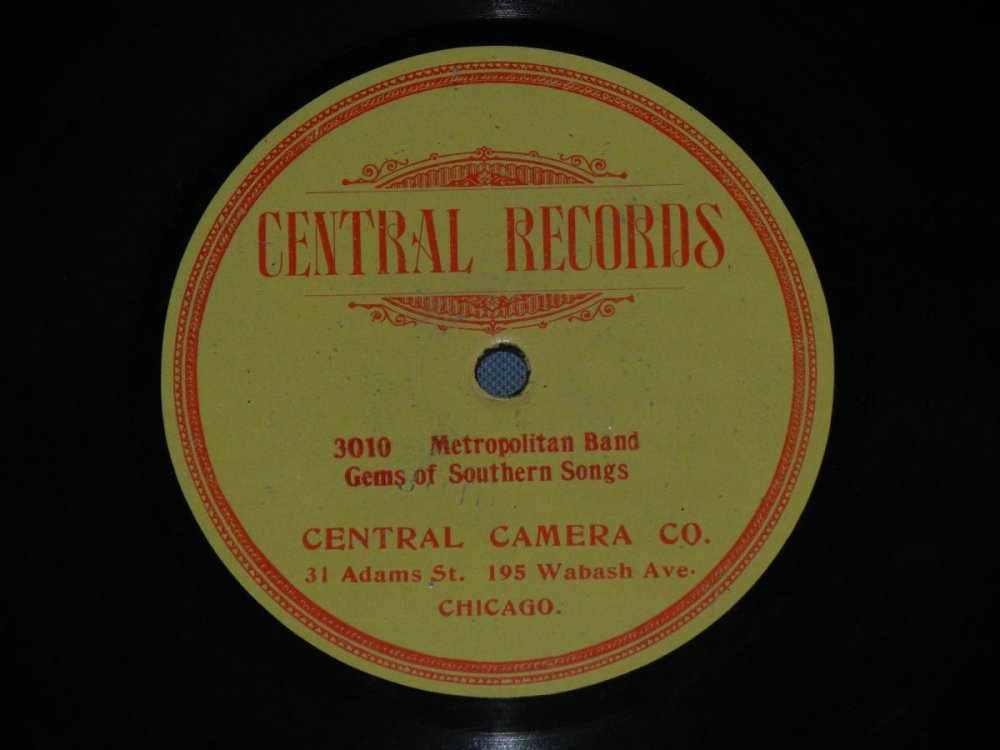 CENTRAL RECORDS
3010 Metropolitan Band
Gems of Southern Songs
CENTRAL CAMERA CO.
31 Adams St. 195 Wabash Ave.
CHICAGO.